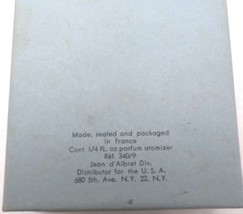 Made, sealed and packaged
in France
Cont. 1/4 FL. oz parfum atomizer
Réf. 340/9
Jean d'Albret Div.
Distributor for the U. S. A.
680 5th. Ave. N.Y. 22, N.Y.